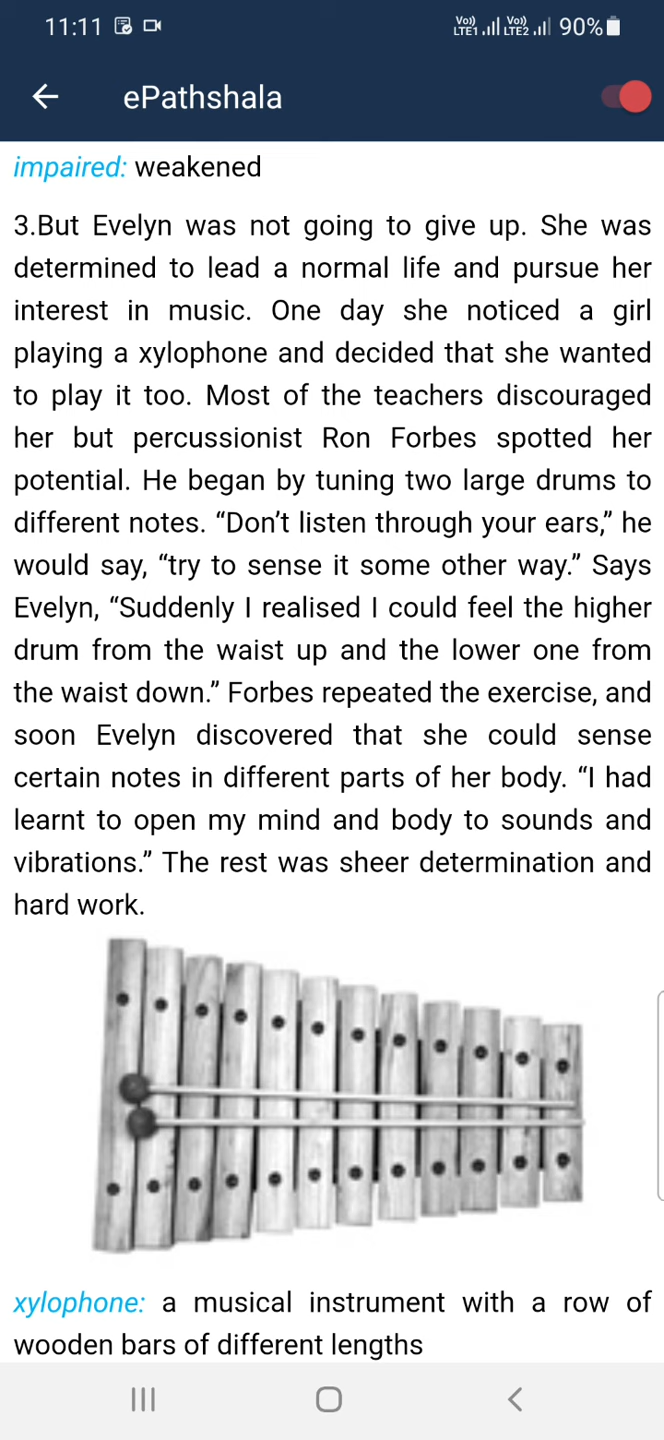 11:11 Vo)) LTE1 Vo)) LTE2 90%
ePathshala
impaired: weakened
3.But Evelyn was not going to give up. She was
determined to lead a normal life and pursue her
interest in music. One day she noticed a girl
playing a xylophone and decided that she wanted
to play it too. Most of the teachers discouraged
her but percussionist Ron Forbes spotted her
potential. He began by tuning two large drums to
different notes. “Don’t listen through your ears,” he
would say, “try to sense it some other way.” Says
Evelyn, “Suddenly I realised I could feel the higher
drum from the waist up and the lower one from
the waist down.” Forbes repeated the exercise, and
soon Evelyn discovered that she could sense
certain notes in different parts of her body. “I had
learnt to open my mind and body to sounds and
vibrations.” The rest was sheer determination and
hard work.
xylophone: a musical instrument with a row of
wooden bars of different lengths